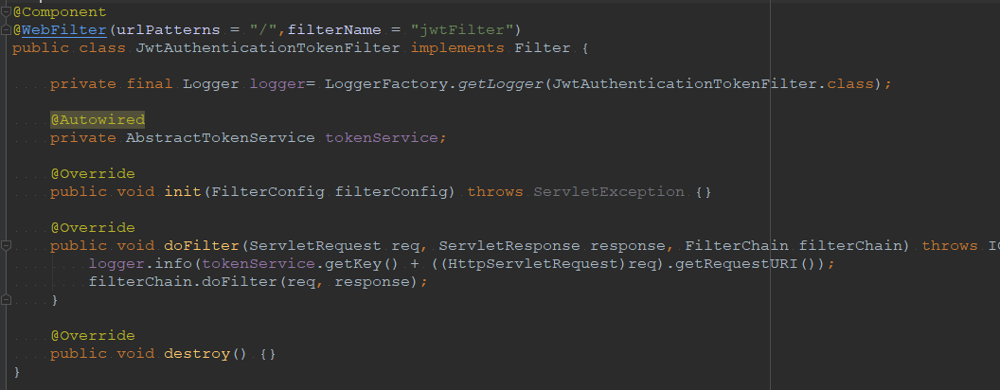 @Component
@WebFilter(urlPatterns = "/",filterName = "jwtFilter")
public class JwtAuthenticationTokenFilter implements Filter {
private final Logger logger= LoggerFactory.getLogger(JwtAuthenticationTokenFilter.class);
@Autowired
private AbstractTokenService tokenService;
@Override
public void init(FilterConfig filterConfig) throws ServletException {}
@Override
public void doFilter(ServletRequest req, ServletResponse response, FilterChain filterChain) throws IO
logger.info(tokenService.getKey() + ((HttpServletRequest)req).getRequestURI());
filterChain.doFilter(req, response);
}
@Override
public void destroy() {}
}